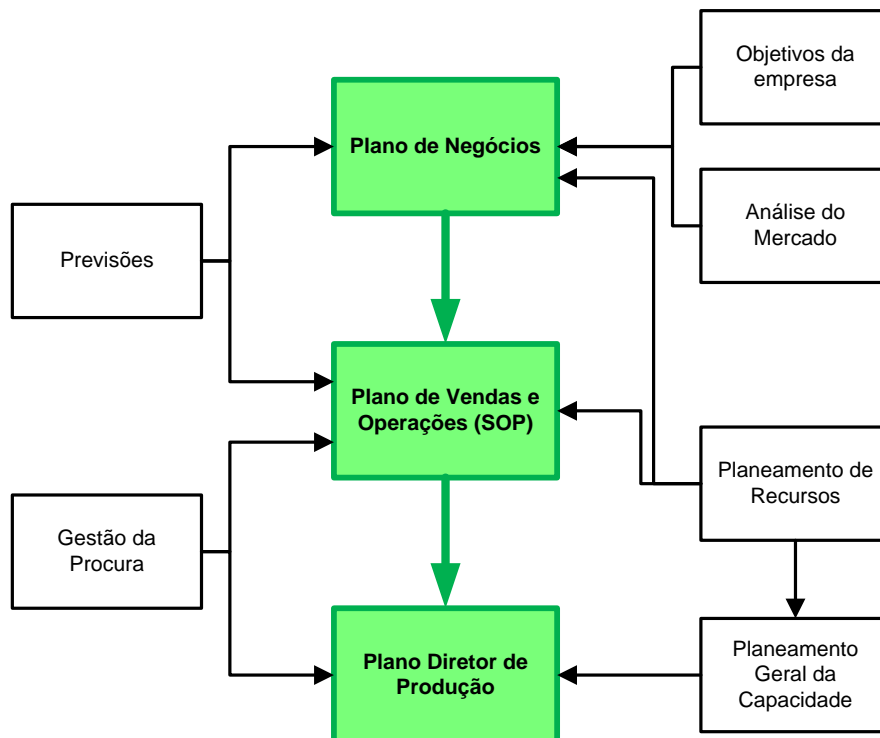 Objetivos da
empresa
Plano de Negócios
Análise do
Mercado
Previsões
Plano de Vendas e
Operações (SOP)
Planeamento de
Recursos
Gestão da
Procura
Plano Diretor de
Produção
Planeamento
Geral da
Capacidade